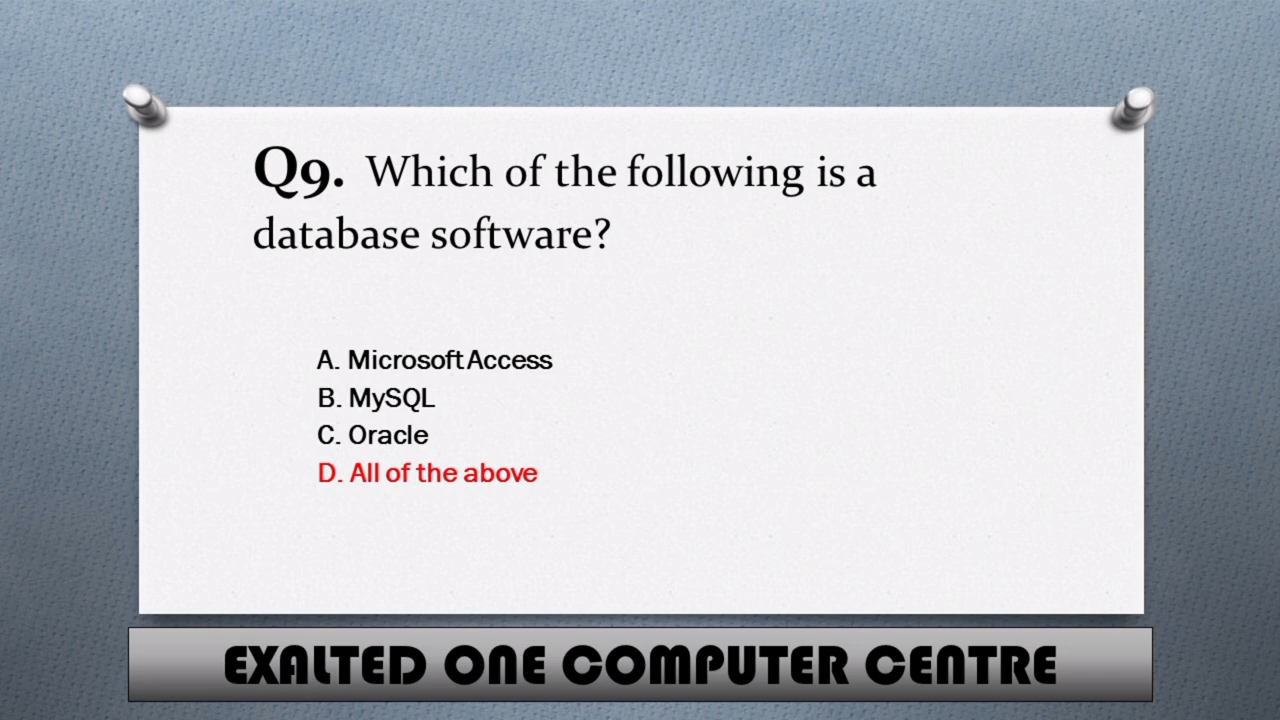 Q9. Which of the following is a
database software?
A. Microsoft Access
B. MySQL
C. Oracle
D. All of the above
EXALTED ONE COMPUTER CENTRE